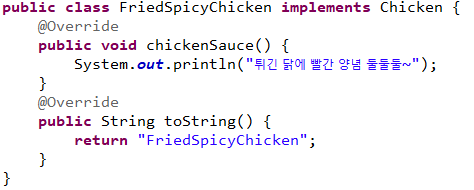 public class FriedSpicyChicken implements Chicken {
    @Override
    public void chickenSauce() {
        System.out.println("튀긴 닭에 빨간 양념 둘둘둘~");
    }
    @Override
    public String toString() {
        return "FriedSpicyChicken";
    }
}